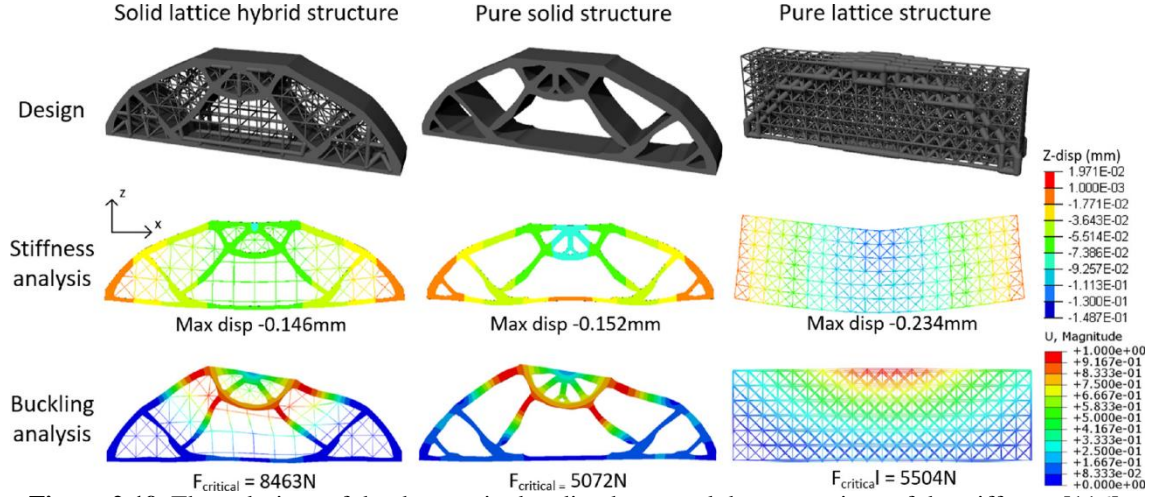 Solid lattice hybrid structure
Pure solid structure
Pure lattice structure
Design
Z-disp (mm)
1.971E-02
1.000E-03
-1.771E-02
-3.643E-02
-5.514E-02
-7.386E-02
-9.257E-02
-1.113E-01
-1.300E-01
-1.487E-01
z
x
Stiffness analysis
Max disp -0.146mm
Max disp -0.152mm
Max disp -0.234mm
U, Magnitude
+1.000e+00
+9.167e-01
+8.333e-01
+7.500e-01
+6.667e-01
+5.833e-01
+5.000e-01
+4.167e-01
+3.333e-01
+2.500e-01
+1.667e-01
+8.333e-02
+0.000e+00
Buckling analysis
Fcritical = 8463N
Fcritical = 5072N
Fcritical = 5504N